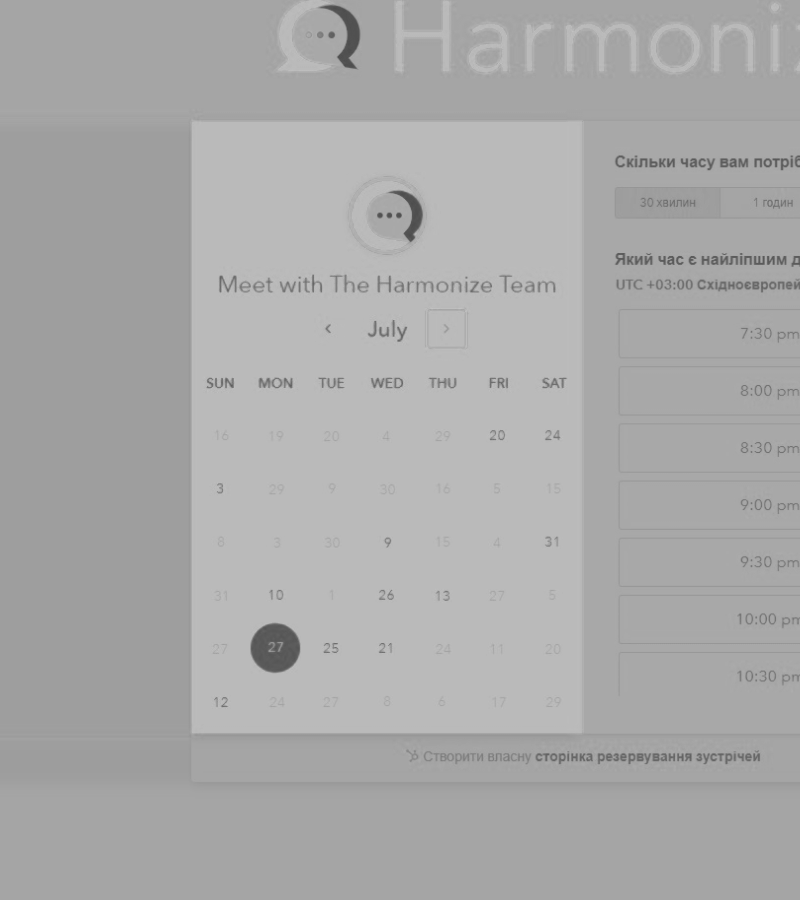 Harmoniz
Meet with The Harmonize Team
July
SUN MON TUE WED THU FRI SAT
16 19 20 4 29 20 24
3 29 9 30 16 5 15
8 3 30 9 15 4 31
31 10 1 26 13 27 5
27 27 25 21 24 11 20
12 24 27 8 6 17 29
Скільки часу вам потріб
30 хвилин 1 годин
Який час є найліпшим д
UTC +03:00 Східноєвропей
7:30 pm
8:00 pm
8:30 pm
9:00 pm
9:30 pm
10:00 pm
10:30 pm
Створити власну сторінка резервування зустрічей